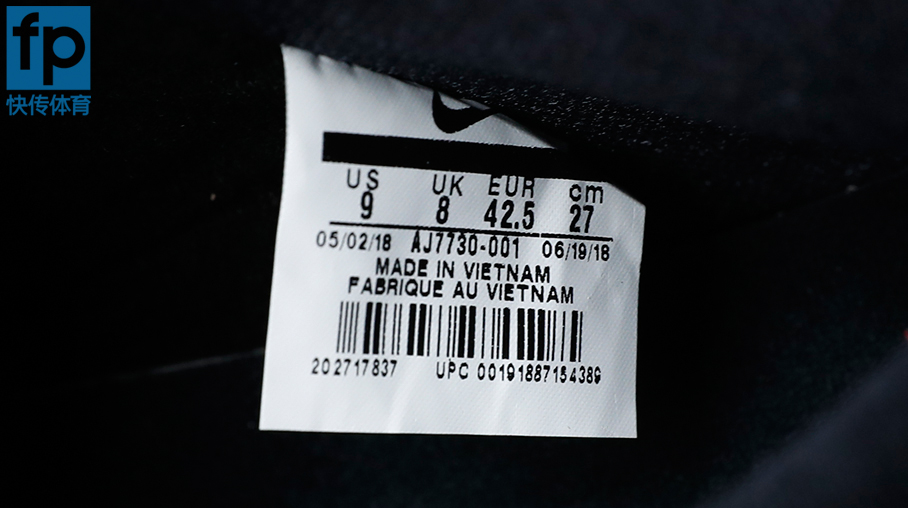 fp
快传体育
US UK EUR cm
9 8 42.5 27
05/02/18 AJ7730-001 06/19/18
MADE IN VIETNAM
FABRIQUE AU VIETNAM
202717837 UPC 00191887154389